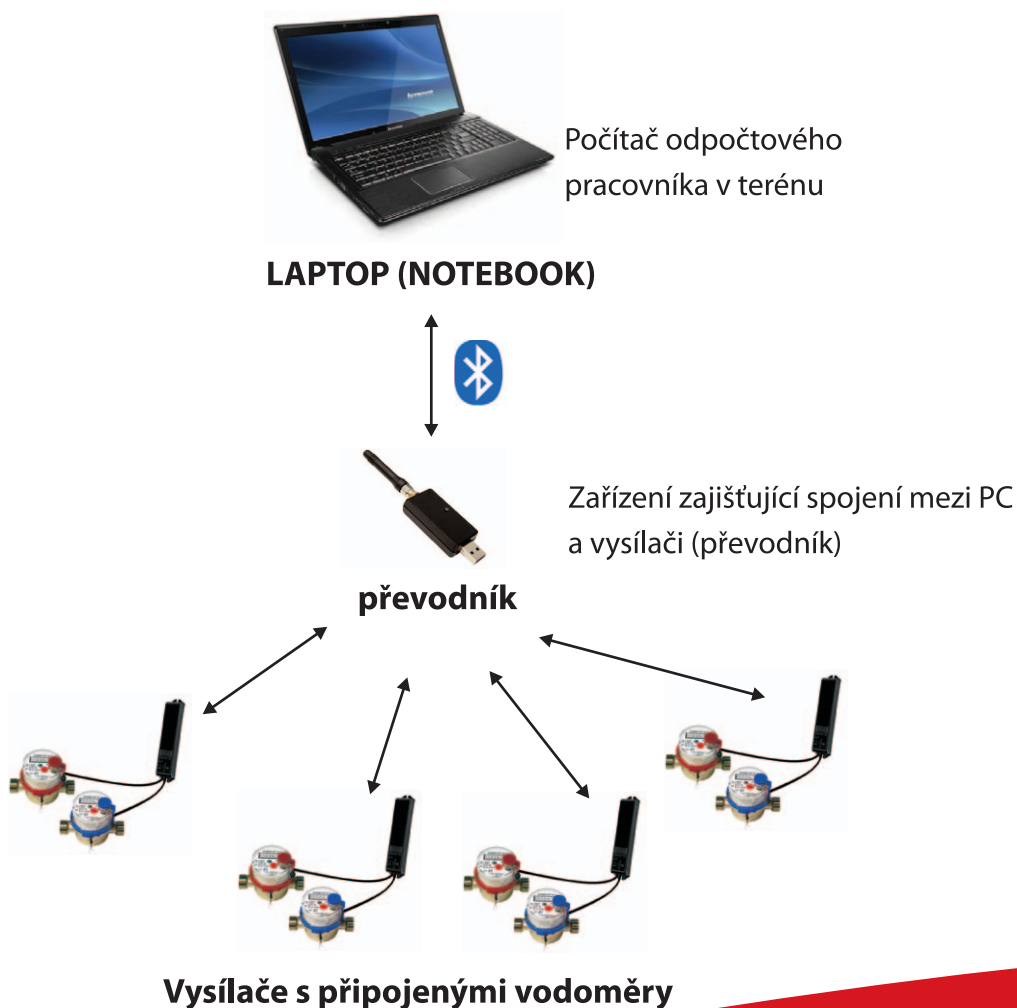 Počítač odpočtového
pracovníka v terénu
LAPTOP (NOTEBOOK)
Zařízení zajišťující spojení mezi PC
a vysílači (převodník)
převodník
Vysílače s připojenými vodoměry